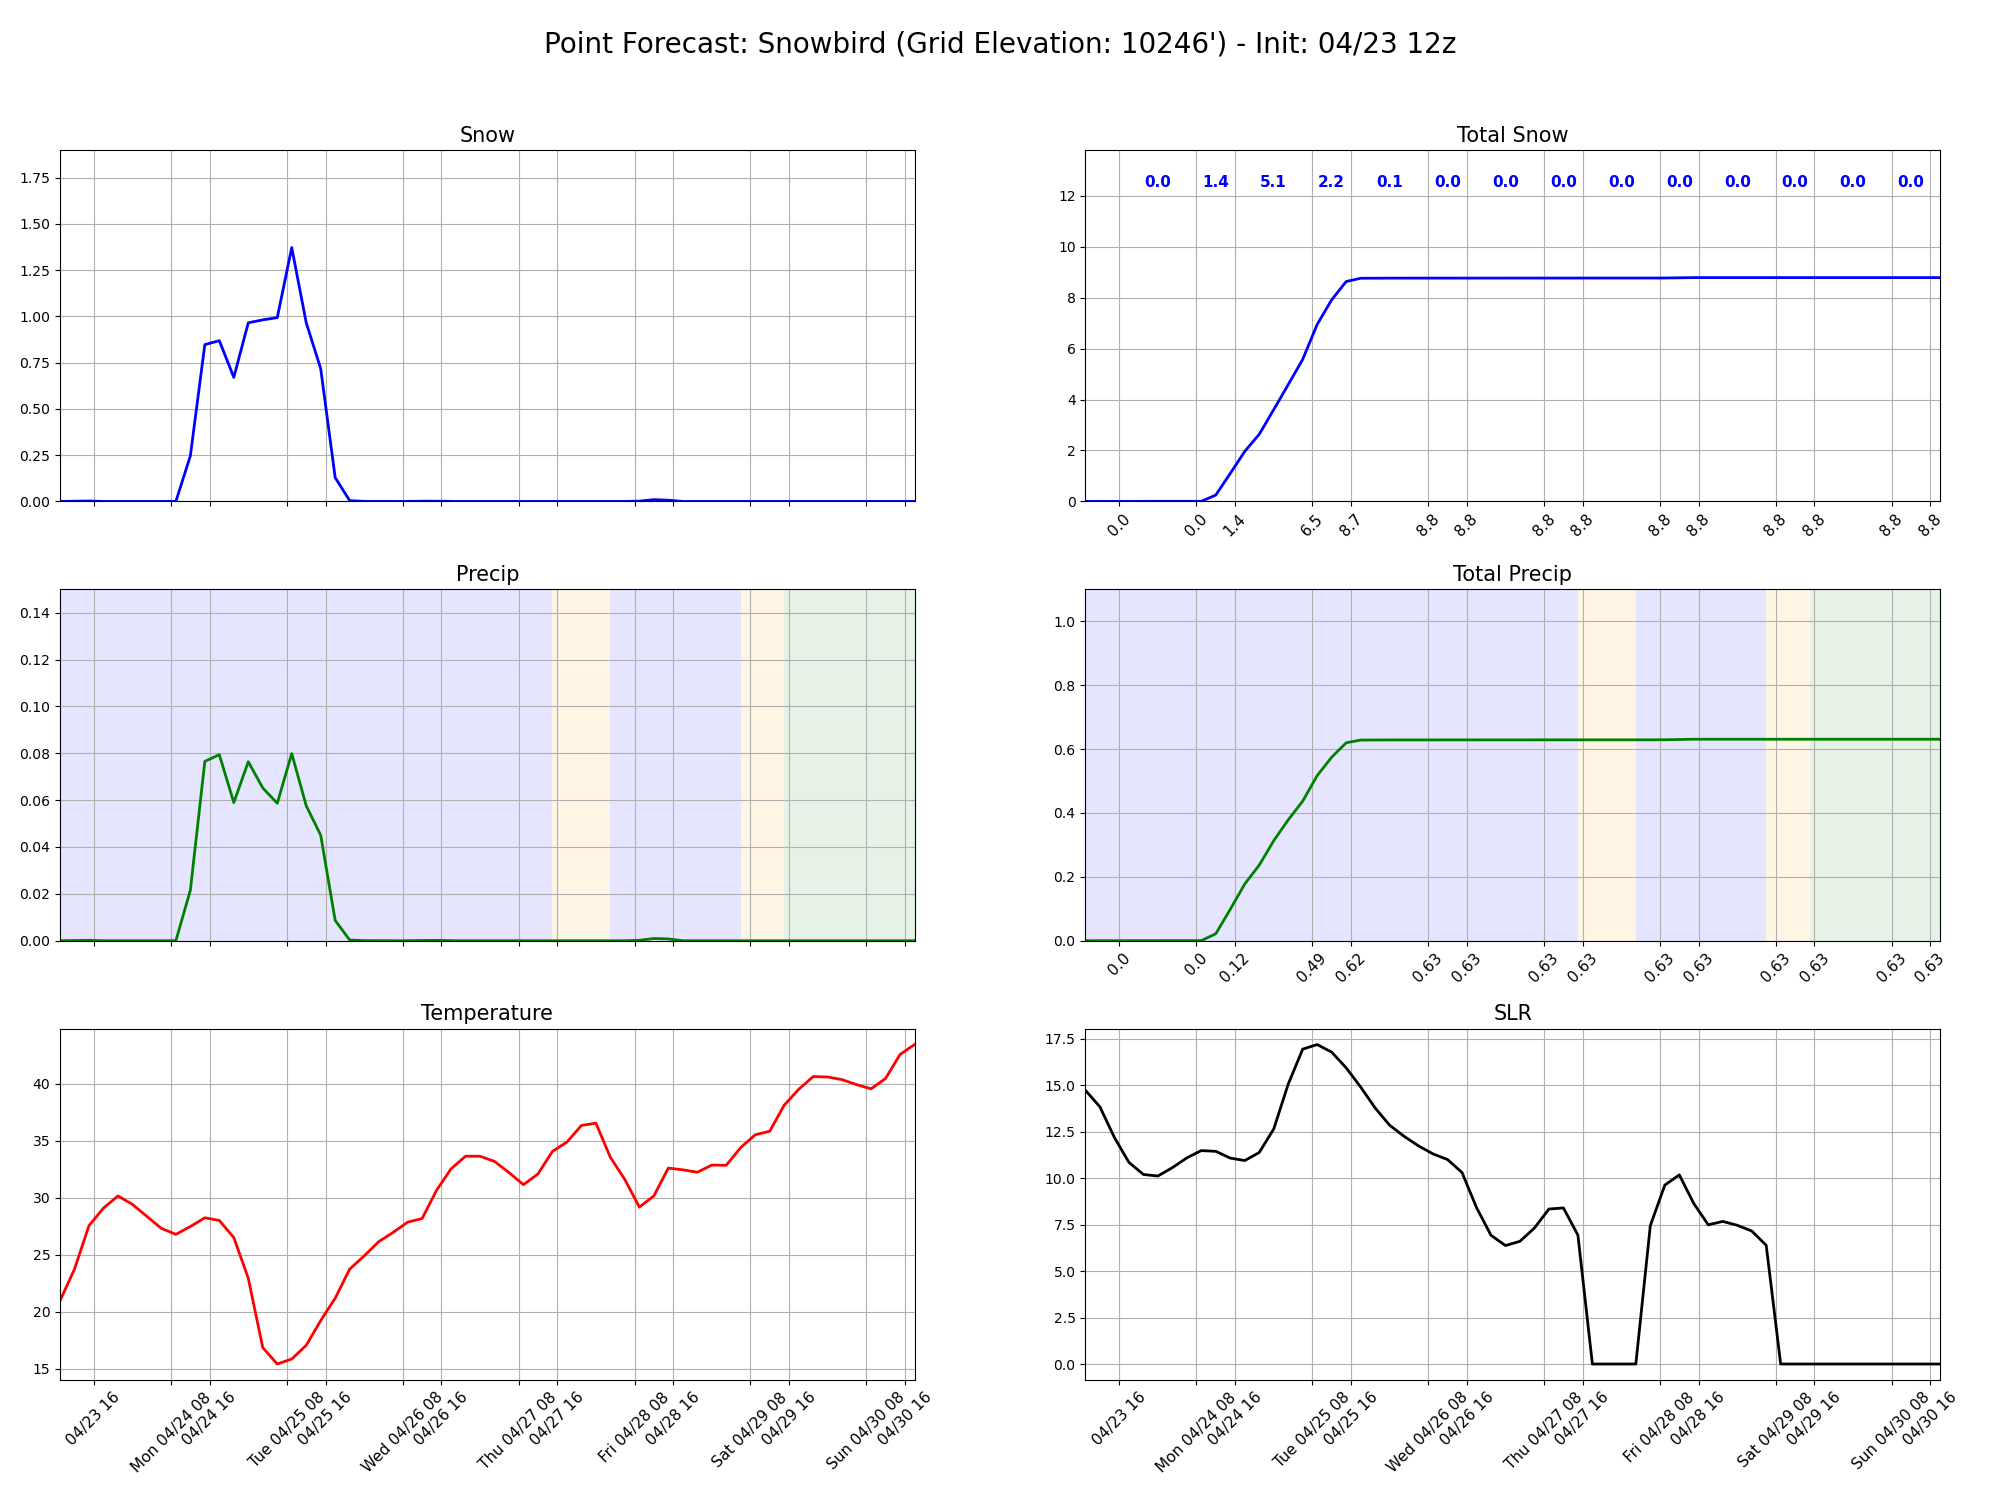 Point Forecast: Snowbird (Grid Elevation: 10246') - Init: 04/23 12z
Snow
1.75
1.50
1.25
1.00
0.75
0.50
0.25
0.00
Total Snow
0.0 1.4 5.1 2.2 0.1 0.0 0.0 0.0 0.0 0.0 0.0 0.0 0.0 0.0
12
10
8
6
4
2
0
0.0 0.0 1.4 6.5 8.7 8.8 8.8 8.8 8.8 8.8 8.8 8.8 8.8 8.8 8.8
Precip
0.14
0.12
0.10
0.08
0.06
0.04
0.02
0.00
Total Precip
1.0
0.8
0.6
0.4
0.2
0.0
0.0 0.0 0.12 0.49 0.62 0.63 0.63 0.63 0.63 0.63 0.63 0.63 0.63 0.63 0.63
Temperature
40
35
30
25
20
15
04/23 16
Mon 04/24 08
04/24 16
Tue 04/25 08
04/25 16
Wed 04/26 08
04/26 16
Thu 04/27 08
04/27 16
Fri 04/28 08
04/28 16
Sat 04/29 08
04/29 16
Sun 04/30 08
04/30 16
SLR
17.5
15.0
12.5
10.0
7.5
5.0
2.5
0.0
04/23 16
Mon 04/24 08
04/24 16
Tue 04/25 08
04/25 16
Wed 04/26 08
04/26 16
Thu 04/27 08
04/27 16
Fri 04/28 08
04/28 16
Sat 04/29 08
04/29 16
Sun 04/30 08
04/30 16